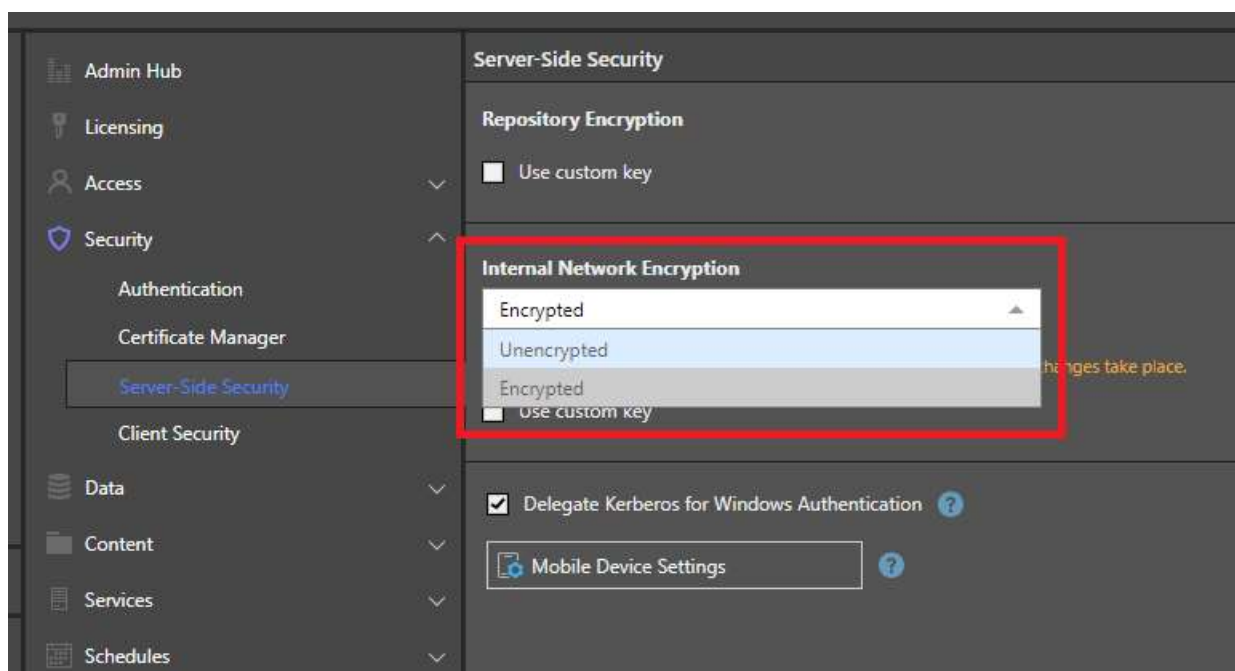 Admin Hub
Licensing
Access
Security
Authentication
Certificate Manager
Server-Side Security
Client Security
Data
Content
Services
Schedules
Server-Side Security
Repository Encryption
Use custom key
Internal Network Encryption
Encrypted
Unencrypted
Encrypted
changes take place.
Use custom key
Delegate Kerberos for Windows Authentication ?
Mobile Device Settings ?